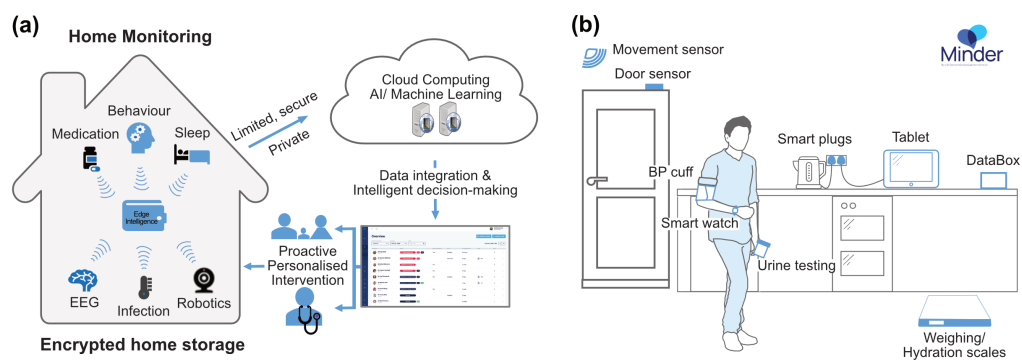 (a)
Home Monitoring
Behaviour
Medication
Sleep
Edge
Intelligence
EEG
Infection
Robotics
Encrypted home storage
Limited, secure
Private
Cloud Computing
AI/ Machine Learning
Data integration &
Intelligent decision-making
Proactive
Personalised
Intervention
Overview
(b)
Movement sensor
Door sensor
Minder
BP cuff
Smart watch
Urine testing
Smart plugs
Tablet
DataBox
Weighing/
Hydration scales